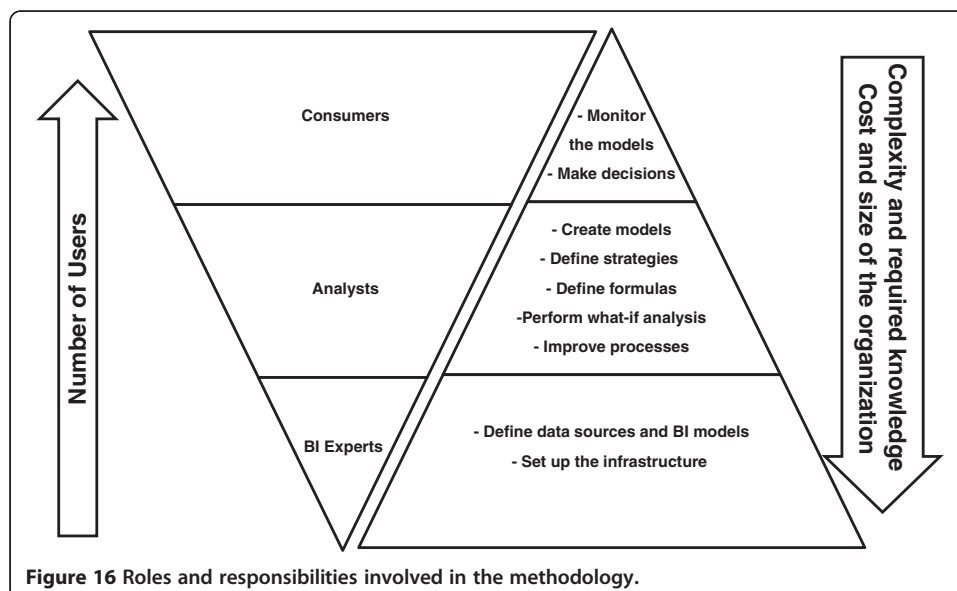 Number of Users
Consumers
Analysts
BI Experts
- Monitor
the models
- Make decisions
- Create models
- Define strategies
- Define formulas
-Perform what-if analysis
- Improve processes
- Define data sources and BI models
- Set up the infrastructure
Complexity and required knowledge
Cost and size of the organization
Figure 16 Roles and responsibilities involved in the methodology.